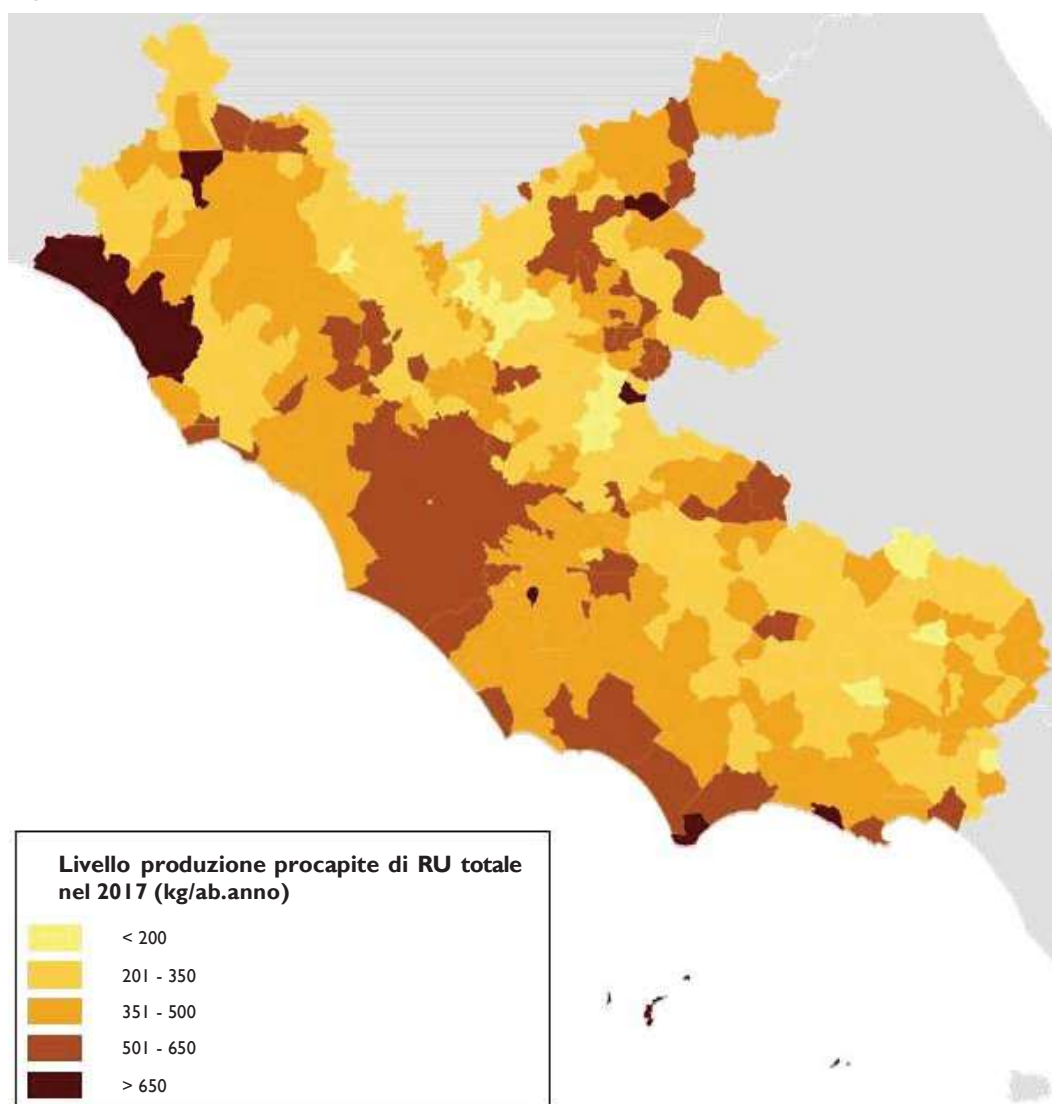 Livello produzione procapite di RU totale
nel 2017 (kg/ab.anno)
< 200
201 - 350
351 - 500
501 - 650
> 650